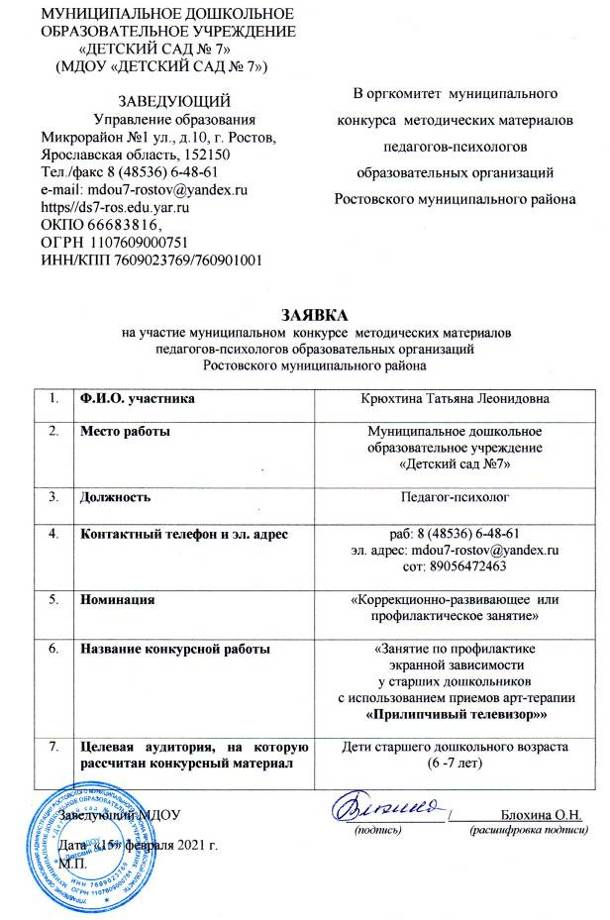 МУНИЦИПАЛЬНОЕ ДОШКОЛЬНОЕ
ОБРАЗОВАТЕЛЬНОЕ УЧРЕЖДЕНИЕ
«ДЕТСКИЙ САД № 7»
(МДОУ «ДЕТСКИЙ САД № 7»)
ЗАВЕДУЮЩИЙ
Управление образования
Микрорайон №1 ул., д.10, г. Ростов,
Ярославская область, 152150
Тел./факс 8 (48536) 6-48-61
e-mail: mdou7-rostov@yandex.ru
https//ds7-ros.edu.yar.ru
ОКПО 66683816,
ОГРН 1107609000751
ИНН/КПП 7609023769/760901001
В оргкомитет муниципального
конкурса методических материалов
педагогов-психологов
образовательных организаций
Ростовского муниципального района
ЗАЯВКА
на участие муниципальном конкурсе методических материалов
педагогов-психологов образовательных организаций
Ростовского муниципального района
1. Ф.И.О. участника Крюхтина Татьяна Леонидовна
2. Место работы Муниципальное дошкольное
образовательное учреждение
«Детский сад №7»
3. Должность Педагог-психолог
4. Контактный телефон и эл. адрес раб: 8 (48536) 6-48-61
эл. адрес: mdou7-rostov@yandex.ru
сот: 89056472463
5. Номинация «Коррекционно-развивающее или
профилактическое занятие»
6. Название конкурсной работы «Занятие по профилактике
экранной зависимости
у старших дошкольников
с использованием приемов арт-терапии
«Прилипчивый телевизор»»
7. Целевая аудитория, на которую Дети старшего дошкольного возраста
рассчитан конкурсный материал (6 -7 лет)
Заведующий МДОУ / Блохина О.Н.
(подпись) (расшифровка подписи)
Дата «15» февраля 2021 г.
М.П.